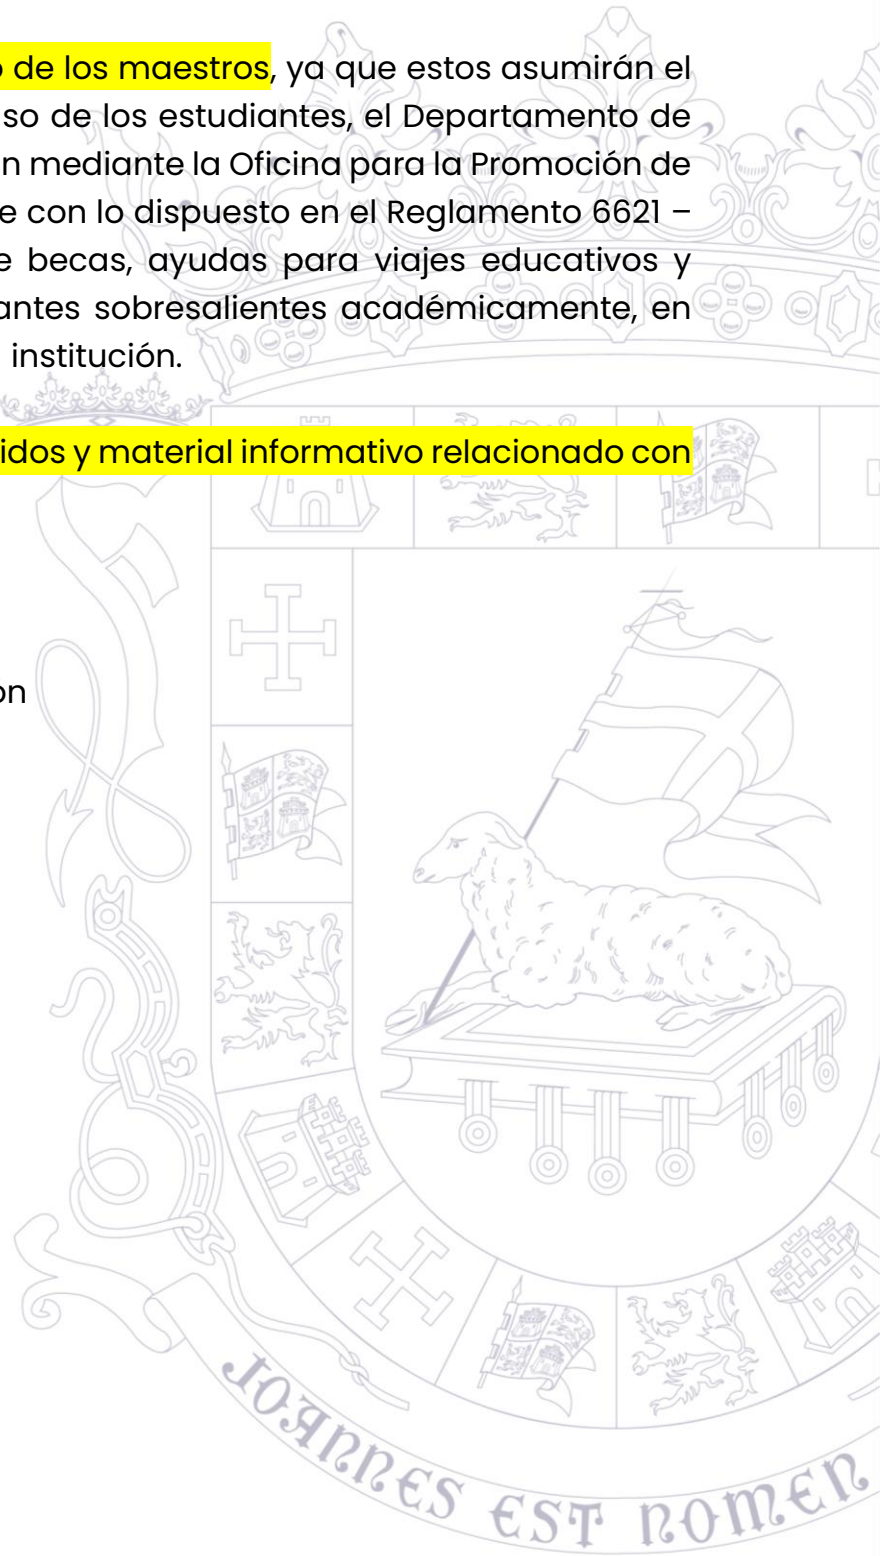 o de los maestros, ya que estos asumirán el
so de los estudiantes, el Departamento de
n mediante la Oficina para la Promoción de
e con lo dispuesto en el Reglamento 6621 –
e becas, ayudas para viajes educativos y
antes sobresalientes académicamente, en
institución.
idos y material informativo relacionado con
on
JOANNES EST NOMEN